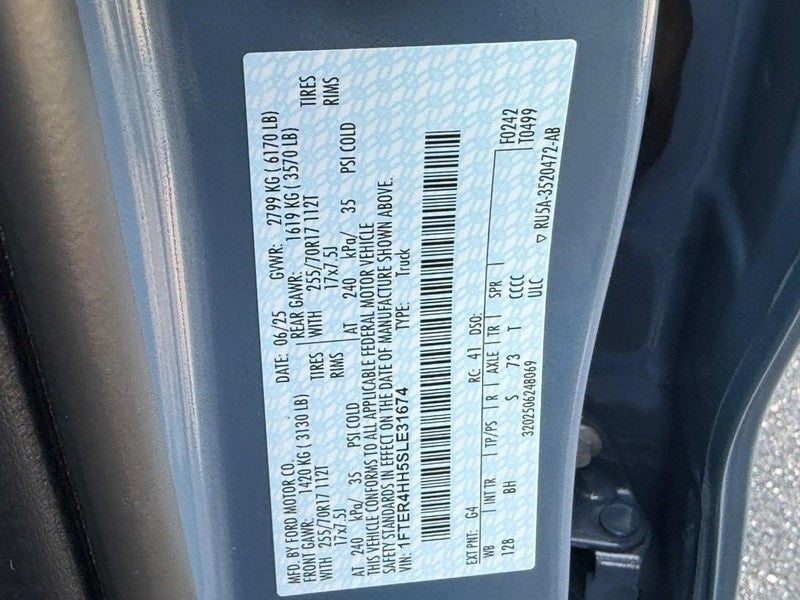 MFD. BY FORD MOTOR CO. DATE: 06/25 GVWR: 2799 KG ( 6170 LB)
FRONT GAWR: 1420 KG ( 3130 LB) REAR GAWR: 1619 KG ( 3570 LB)
WITH 255/70R17 112T TIRES WITH 255/70R17 112T TIRES
17x7.5J RIMS 17x7.5J RIMS
AT 240 kPa/ 35 PSI COLD AT 240 kPa/ 35 PSI COLD
THIS VEHICLE CONFORMS TO ALL APPLICABLE FEDERAL MOTOR VEHICLE
SAFETY STANDARDS IN EFFECT ON THE DATE OF MANUFACTURE SHOWN ABOVE.
1FTER4HH5SLE31674 TYPE: Truck
EXT PNT: G4 RC: 41 DSO: F0242
WB INT TR TP/PS R AXLE TR SPR T0499
128 BH S 73 T CCCC
320250624B069 ULC
▽ RU5A-3520472-AB